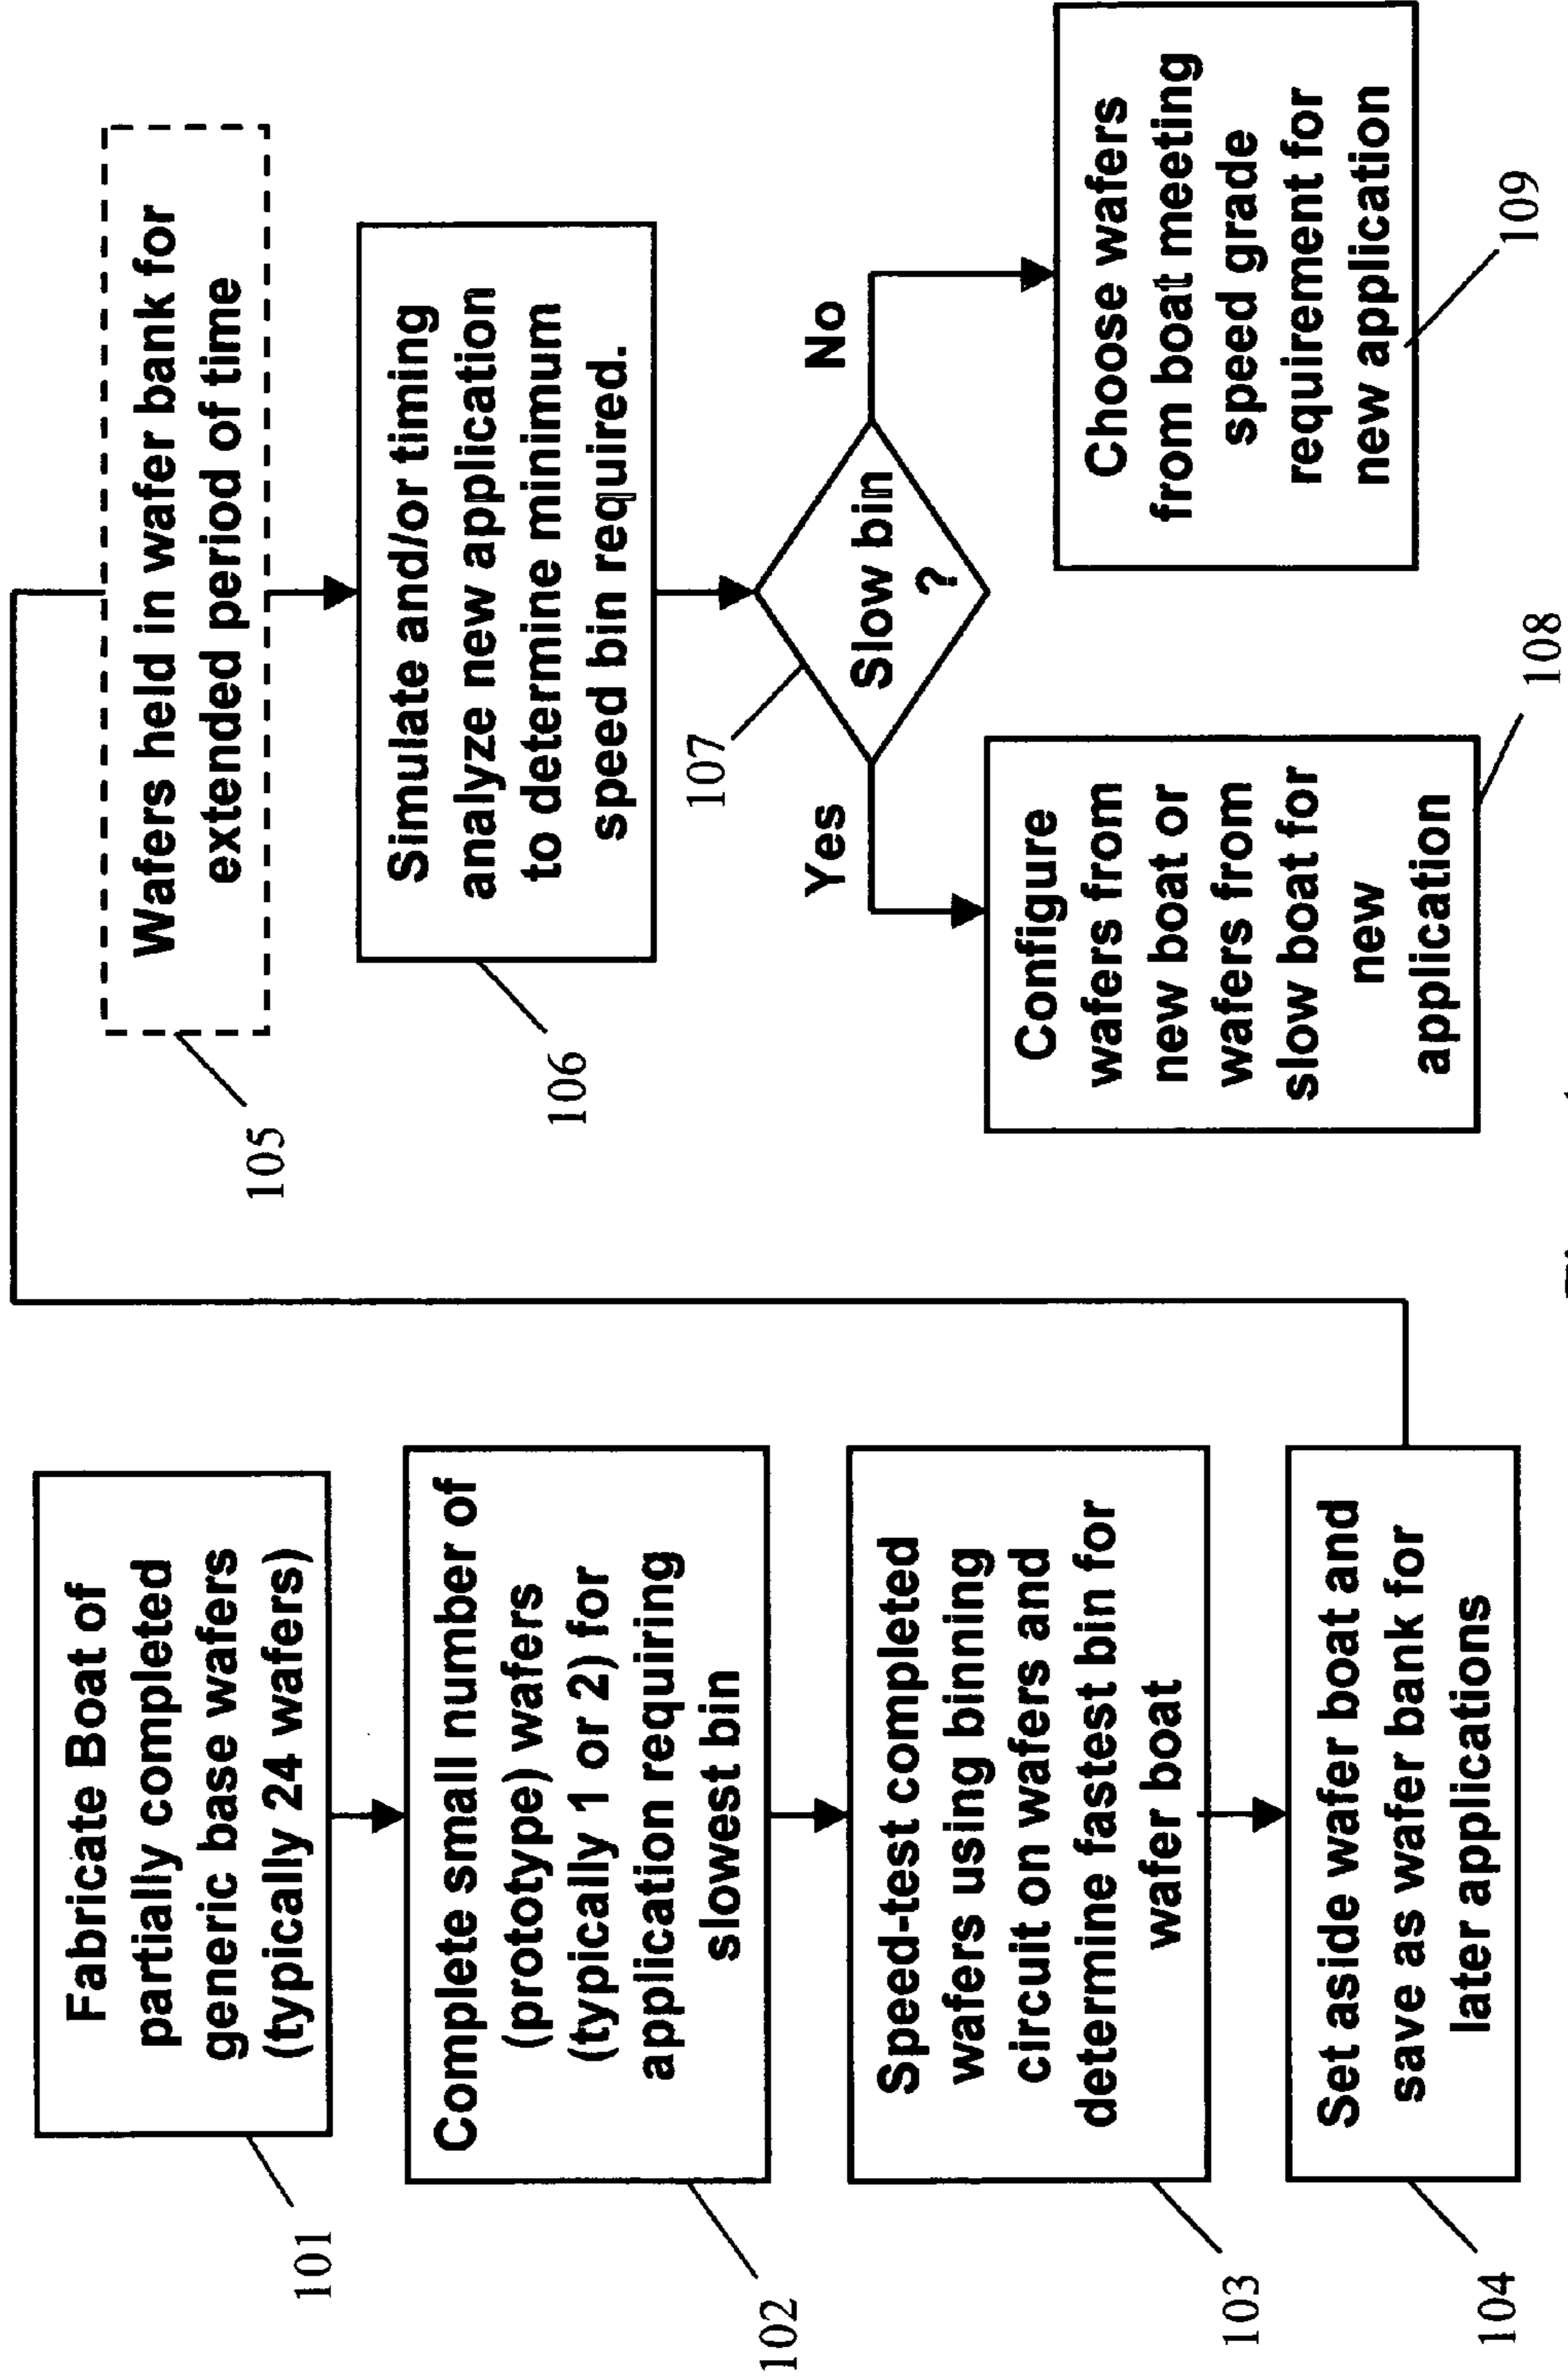 Fabricate Boat of
partially completed
generic base wafers
(typically 24 wafers)
101
Complete small number of
(prototype) wafers
(typically 1 or 2) for
application requiring
slowest bin
102
Speed-test completed
wafers using binning
circuit on wafers and
determine fastest bin for
wafer boat
103
Set aside wafer boat and
save as wafer bank for
later applications
104
Wafers held in wafer bank for
extended period of time
105
Simulate and/or timing
analyze new application
to determine minimum
speed bin required.
106
107
Slow bin
?
Yes
No
Configure
wafers from
new boat or
wafers from
slow boat for
new
application
108
Choose wafers
from boat meeting
speed grade
requirement for
new application
109